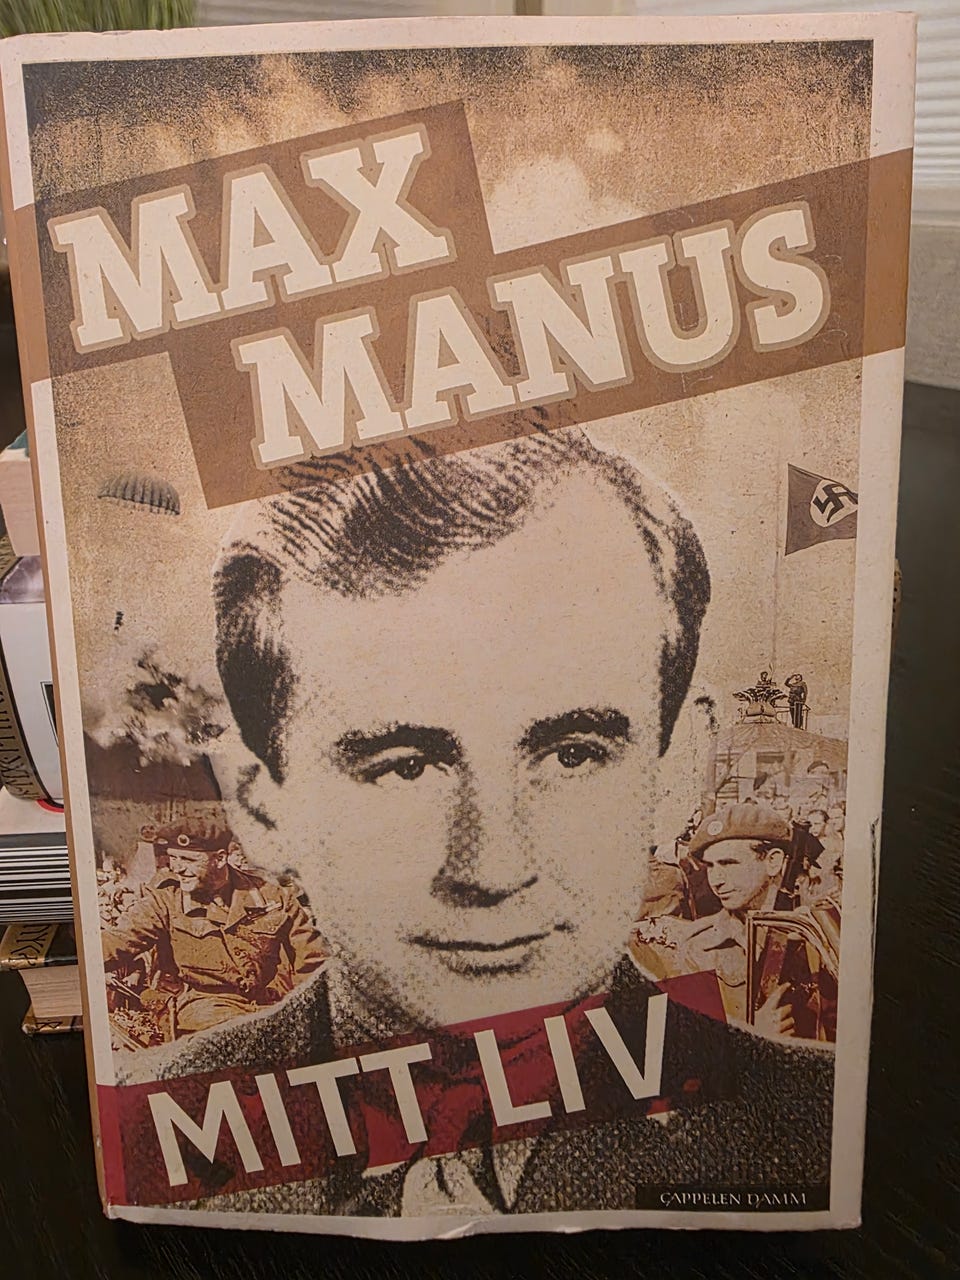 MAX
MANUS
MITT LIV
CAPPELEN DAMM